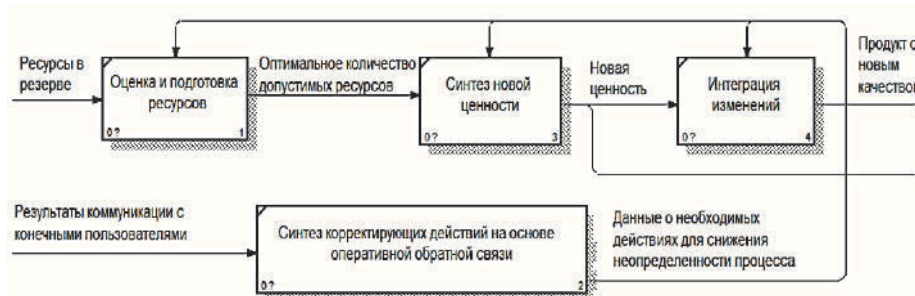 Ресурсы в
резерве
Оценка и подготовка
ресурсов
0 ?
1
Оптимальное количество
допустимых ресурсов
Синтез новой
ценности
0 ?
3
Новая
ценность
Интеграция
изменений
0 ?
4
Продукт с
новым
качество
Результаты коммуникации с
конечными пользователями
Синтез корректирующих действий на основе
оперативной обратной связи
0 ?
2
Данные о необходимых
действиях для снижения
неопределенности процесса